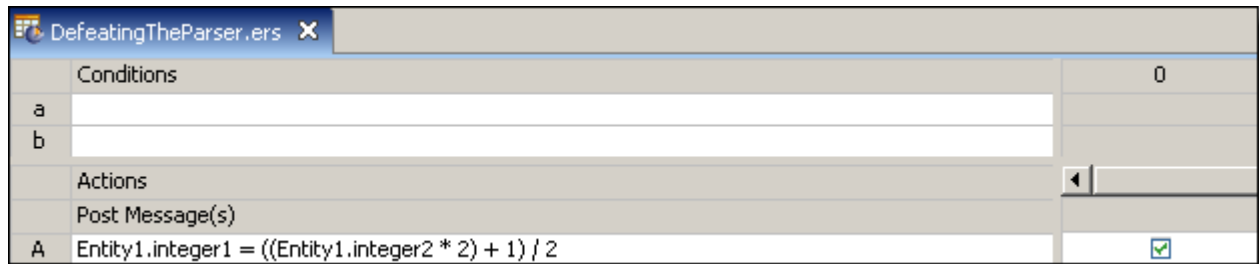 DefeatingTheParser.ers
Conditions 0
a
b
Actions
Post Message(s)
A Entity1.integer1 = ((Entity1.integer2 * 2) + 1) / 2